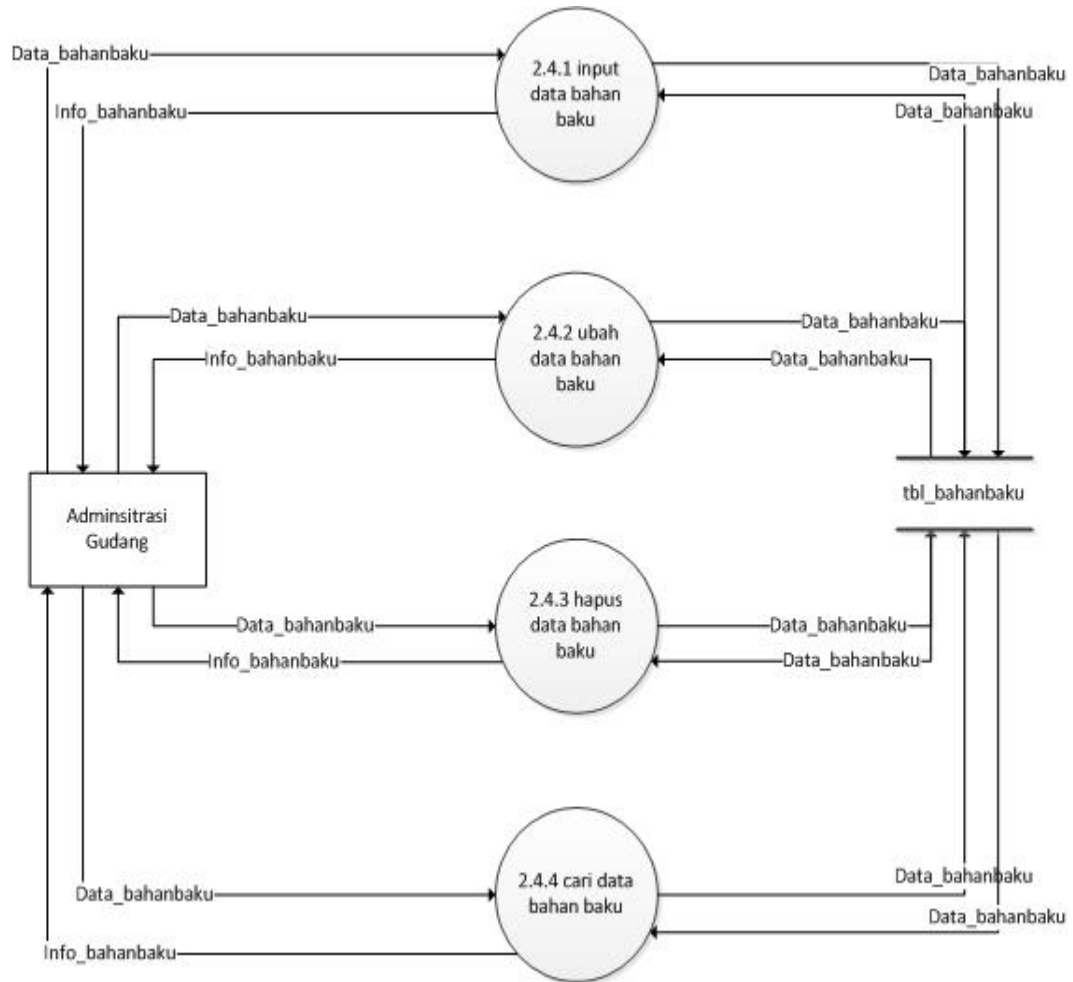 Data_bahanbaku
Info_bahanbaku
2.4.1 input
data bahan
baku
Data_bahanbaku
Data_bahanbaku
Data_bahanbaku
Info_bahanbaku
2.4.2 ubah
data bahan
baku
Data_bahanbaku
Data_bahanbaku
Adminsitrasi
Gudang
tbl_bahanbaku
Data_bahanbaku
Info_bahanbaku
2.4.3 hapus
data bahan
baku
Data_bahanbaku
Data_bahanbaku
Data_bahanbaku
Info_bahanbaku
2.4.4 cari data
bahan baku
Data_bahanbaku
Data_bahanbaku